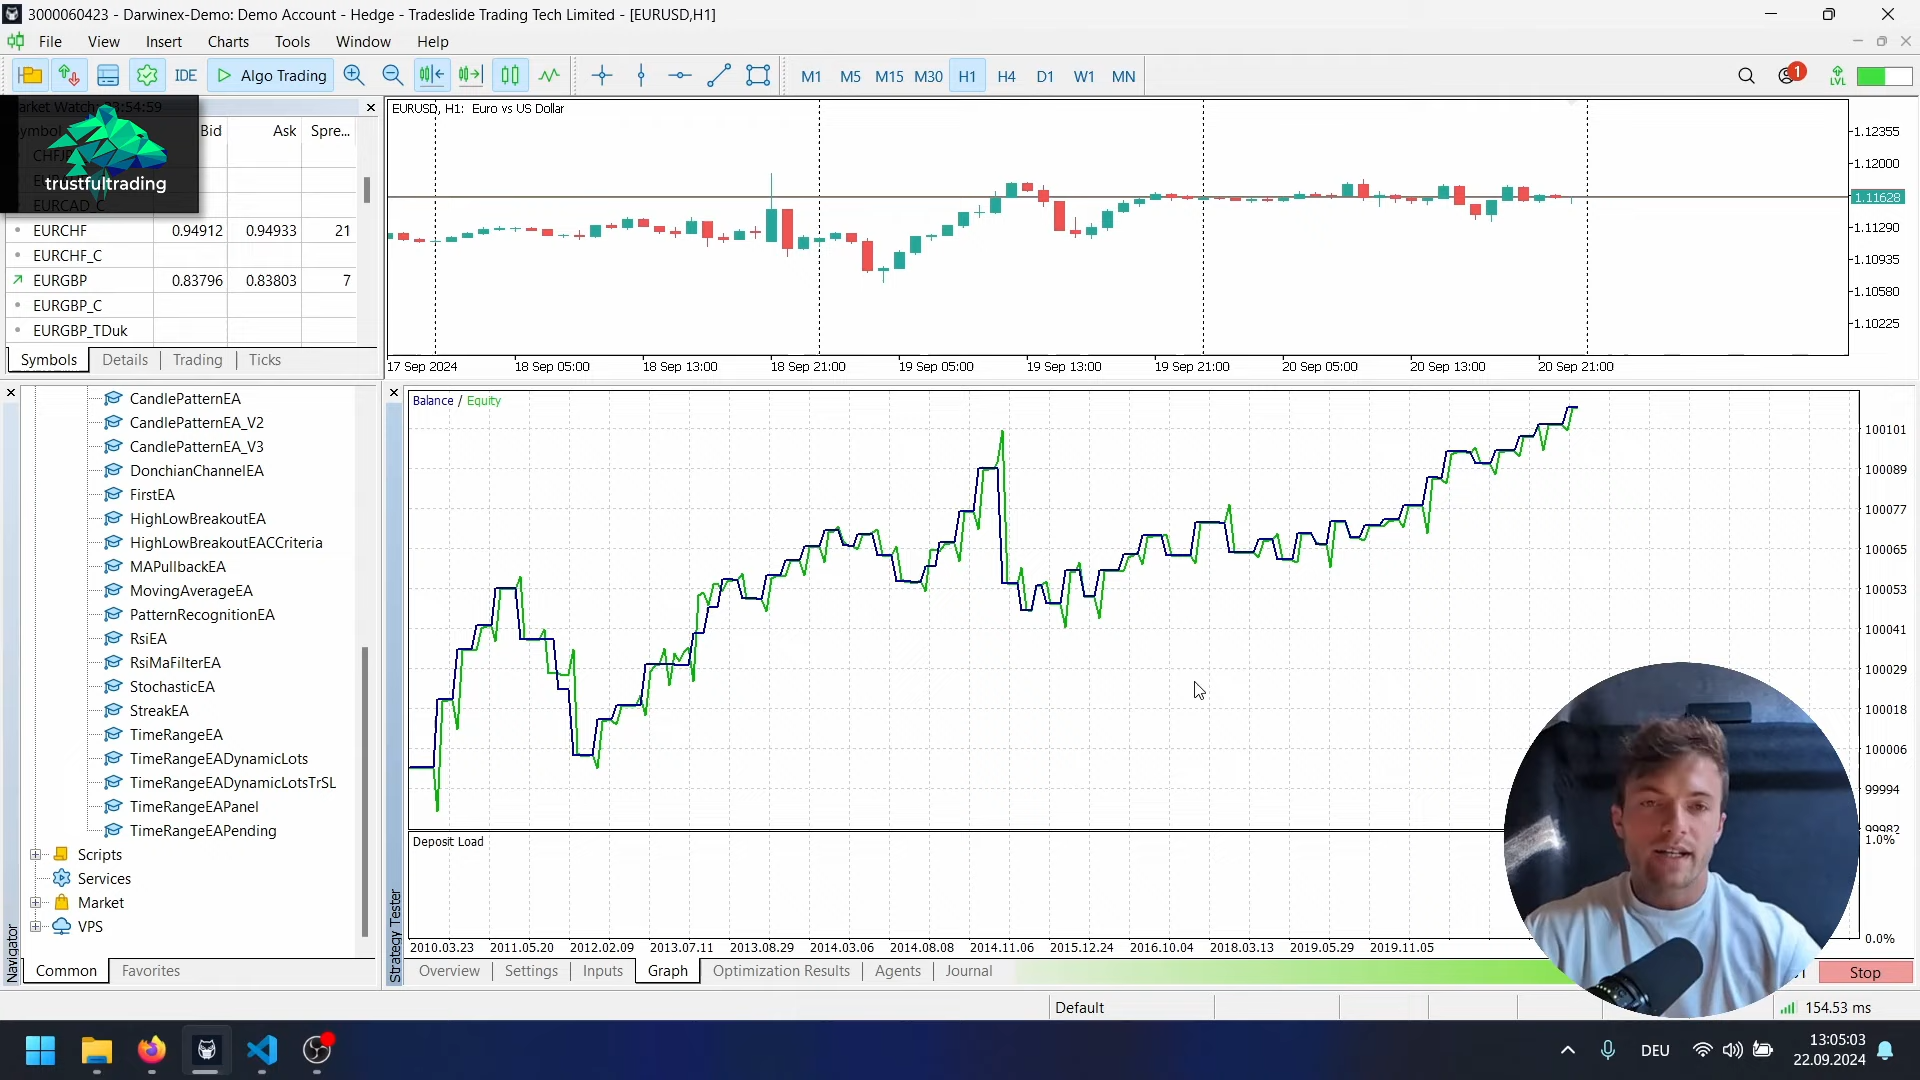 3000060423 - Darwinex-Demo: Demo Account - Hedge - Tradeslide Trading Tech Limited - [EURUSD,H1]
File View Insert Charts Tools Window Help
IDE Algo Trading M1 M5 M15 M30 H1 H4 D1 W1 MN 1
LVL
arket Watch: 23:54:59
ymbol Bid Ask Spre...
CHFJP
trustfultrading
EURCAD_C
EURCHF 0.94912 0.94933 21
EURCHF_C
EURGBP 0.83796 0.83803 7
EURGBP_C
EURGBP_TDuk
Symbols Details Trading Ticks
EURUSD, H1: Euro vs US Dollar
1.12355
1.12000
1.11628
1.11290
1.10935
1.10580
1.10225
17 Sep 2024 18 Sep 05:00 18 Sep 13:00 18 Sep 21:00 19 Sep 05:00 19 Sep 13:00 19 Sep 21:00 20 Sep 05:00 20 Sep 13:00 20 Sep 21:00
CandlePatternEA
CandlePatternEA_V2
CandlePatternEA_V3
DonchianChannelEA
FirstEA
HighLowBreakoutEA
HighLowBreakoutEACCriteria
MAPullbackEA
MovingAverageEA
PatternRecognitionEA
RsiEA
RsiMaFilterEA
StochasticEA
StreakEA
TimeRangeEA
TimeRangeEADynamicLots
TimeRangeEADynamicLotsTrSL
TimeRangeEAPanel
TimeRangeEAPending
Scripts
Services
Market
VPS
Navigator
Common Favorites
Balance / Equity
100101
100089
100077
100065
100053
100041
100029
100018
100006
99994
99982
Deposit Load
1.0%
0.0%
2010.03.23 2011.05.20 2012.02.09 2013.07.11 2013.08.29 2014.03.06 2014.08.08 2014.11.06 2015.12.24 2016.10.04 2018.03.13 2019.05.29 2019.11.05
Strategy Tester
Overview Settings Inputs Graph Optimization Results Agents Journal Stop
Default 154.53 ms
DEU 13:05:03
22.09.2024